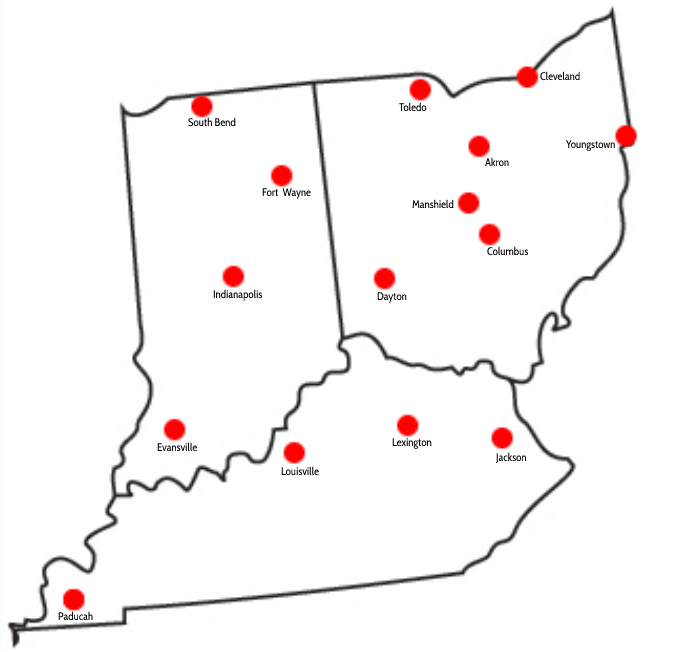 Cleveland
Toledo
South Bend
Youngstown
Akron
Fort Wayne
Manshield
Columbus
Indianapolis
Dayton
Evansville
Lexington
Louisville
Jackson
Paducah